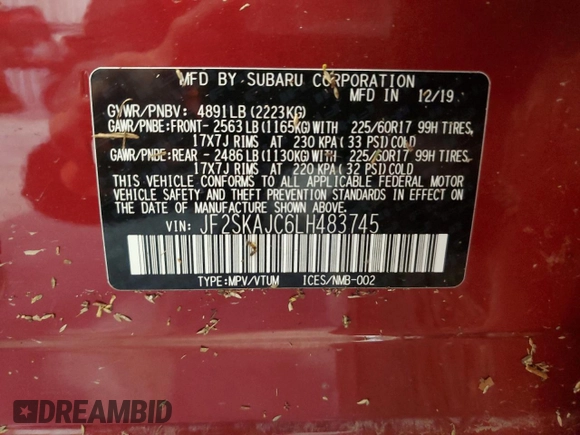 MFD BY SUBARU CORPORATION
MFD IN 12/19
GVWR/PNBV: 4891LB (2223KG)
GAWR/PNBE:FRONT- 2563LB (1165KG) WITH 225/60R17 99H TIRES,
17X7J RIMS AT 230 KPA ( 33 PSI) COLD
GAWR/PNBE:REAR - 2486LB (1130KG) WITH 225/60R17 99H TIRES,
17X7J RIMS AT 220 KPA ( 32 PSI) COLD
THIS VEHICLE CONFORMS TO ALL APPLICABLE FEDERAL MOTOR
VEHICLE SAFETY AND THEFT PREVENTION STANDARDS IN EFFECT
ON THE DATE OF MANUFACTURE SHOWN ABOVE.
VIN: JF2SKAJC6LH483745
TYPE:MPV/VTUM ICES/NMB-002
DREAMBID